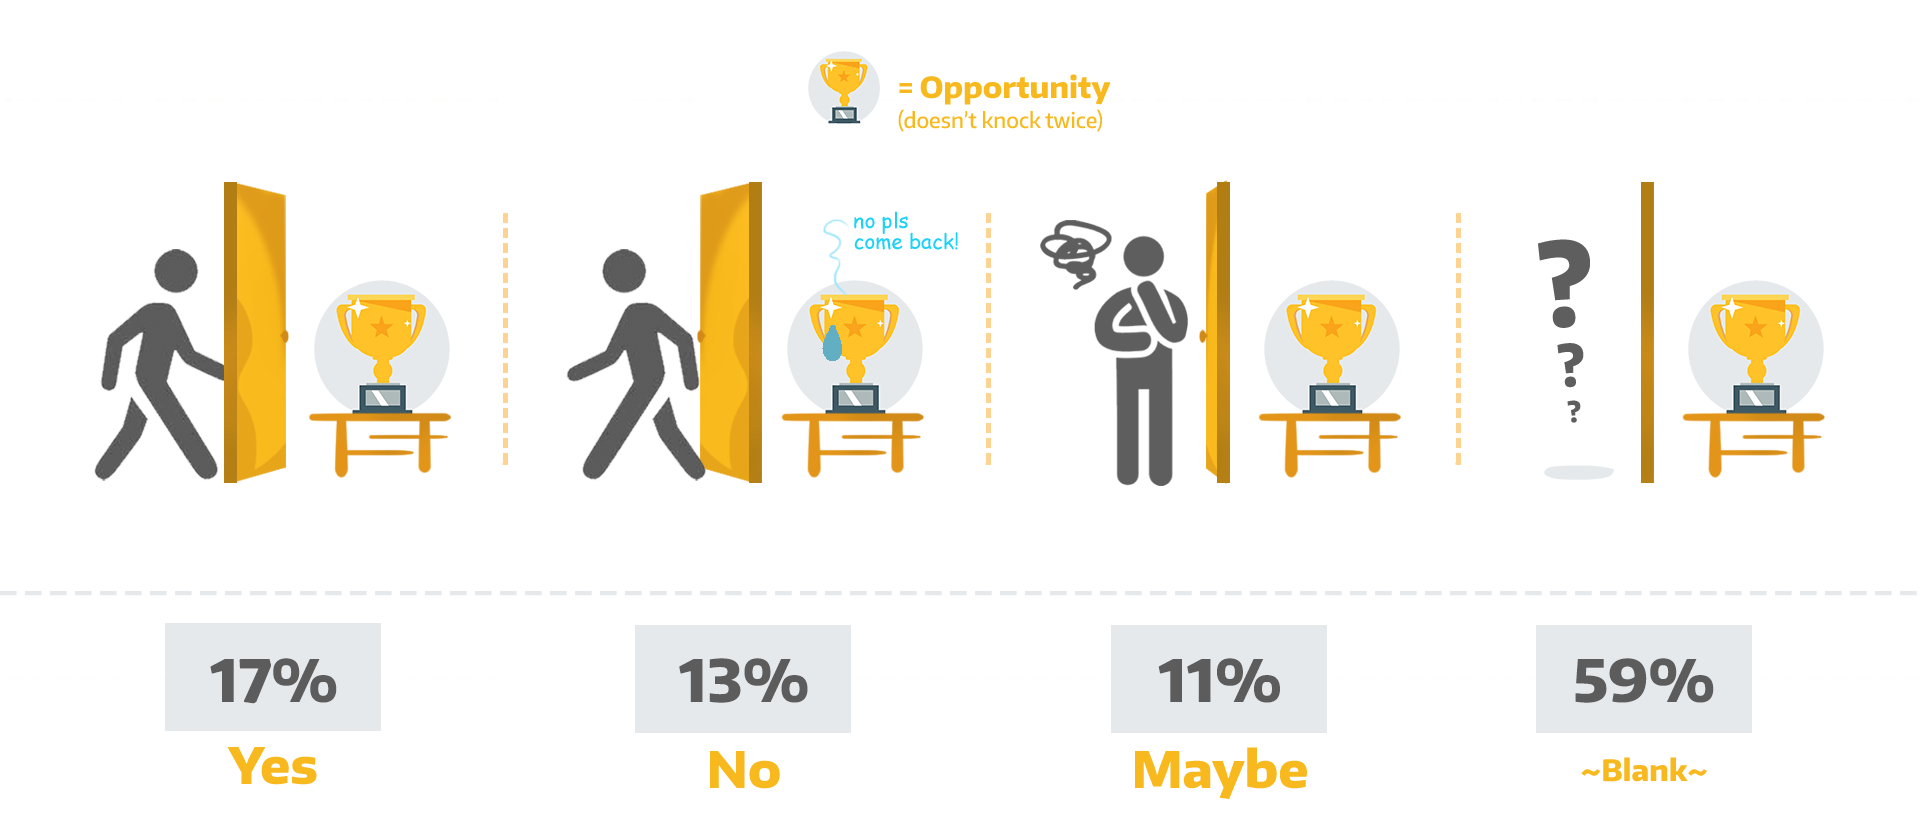 = Opportunity
(doesn't knock twice)
no pls
come back!
?
?
?
17%
13%
11%
59%
Yes
No
Maybe
~Blank~